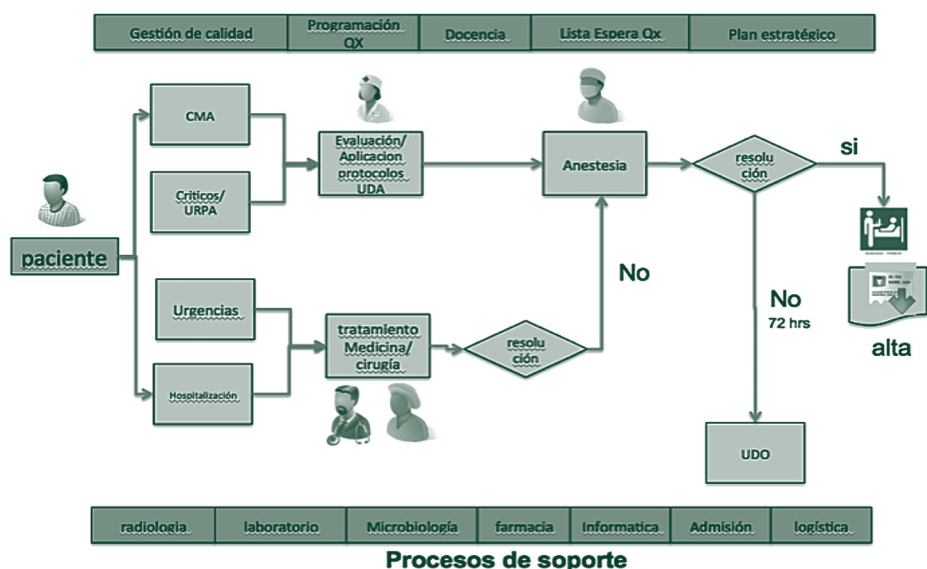 Gestión de calidad
Programación
QX
Docencia
Lista Espera Qx
Plan estratégico
CMA
Criticos/
URPA
Evaluación/
Aplicacion
protocolos
UDA
Anestesia
resolu
ción
si
paciente
Urgencias
Hospitalización
tratamiento
Medicina/
cirugía
resolu
ción
No
No
72 hrs
alta
UDO
radiologia
laboratorio
Microbiología
farmacia
Informatica
Admisión
logística
Procesos de soporte